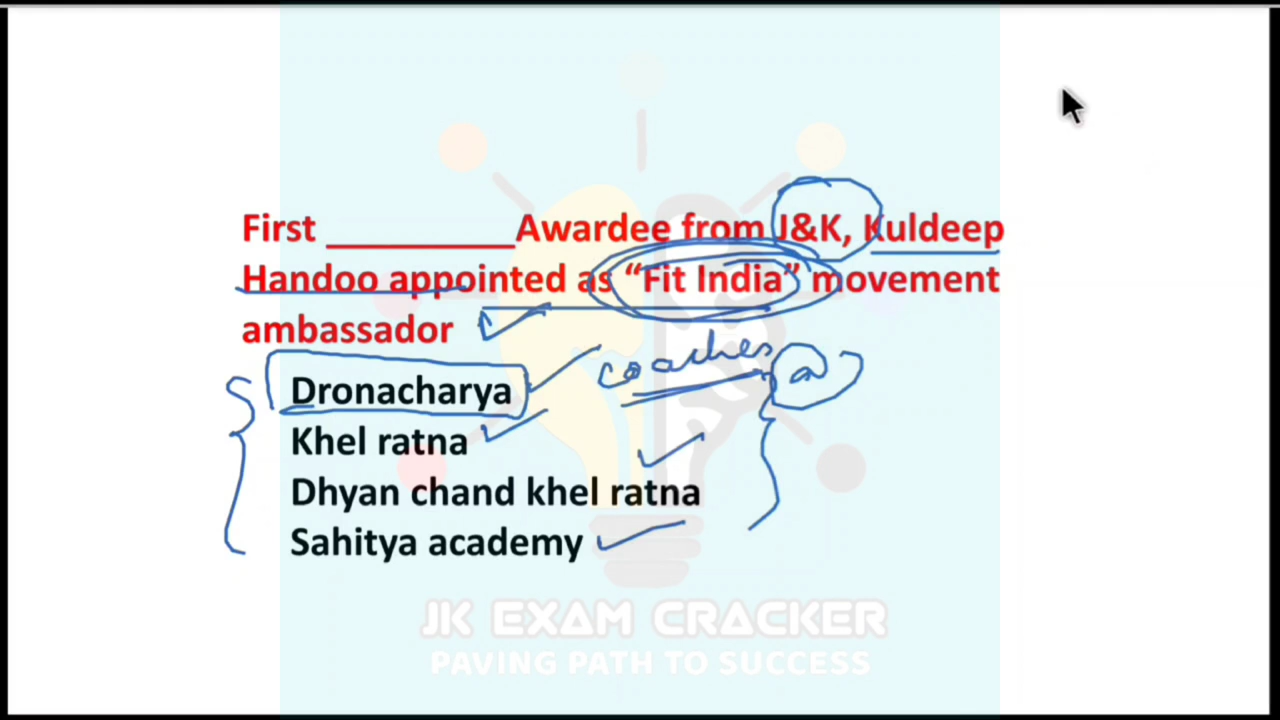 First _________Awardee from J&K, Kuldeep
Handoo appointed as “Fit India” movement
ambassador
Dronacharya
coaches
a
Khel ratna
Dhyan chand khel ratna
Sahitya academy
JK EXAM CRACKER
PAVING PATH TO SUCCESS